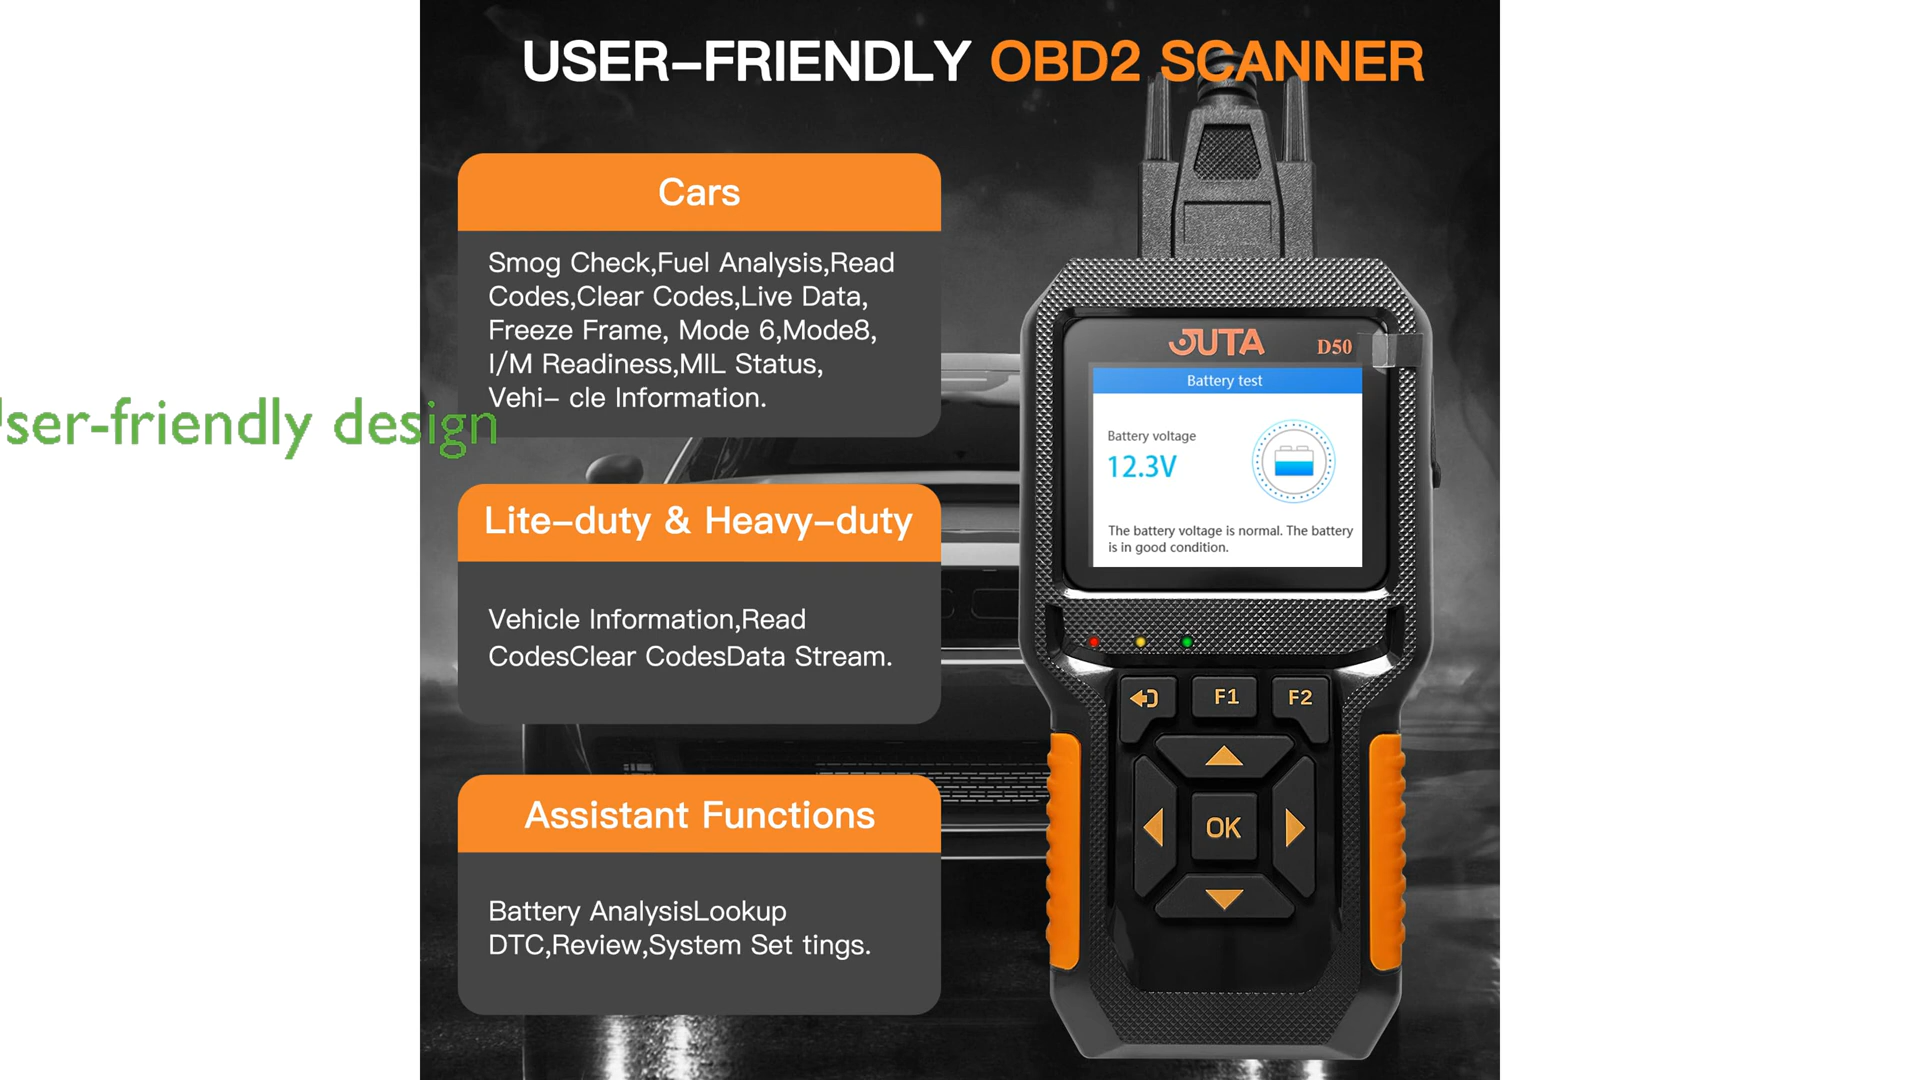 USER-FRIENDLY OBD2 SCANNER
Cars
Smog Check,Fuel Analysis,Read
Codes,Clear Codes,Live Data,
Freeze Frame, Mode 6,Mode8,
I/M Readiness,MIL Status,
Vehi- cle Information.
ser-friendly design
Lite-duty & Heavy-duty
Vehicle Information,Read
CodesClear CodesData Stream.
Assistant Functions
Battery AnalysisLookup
DTC,Review,System Set tings.
JUTA D50
Battery test
Battery voltage
12.3V
The battery voltage is normal. The battery
is in good condition.
F1 F2
OK